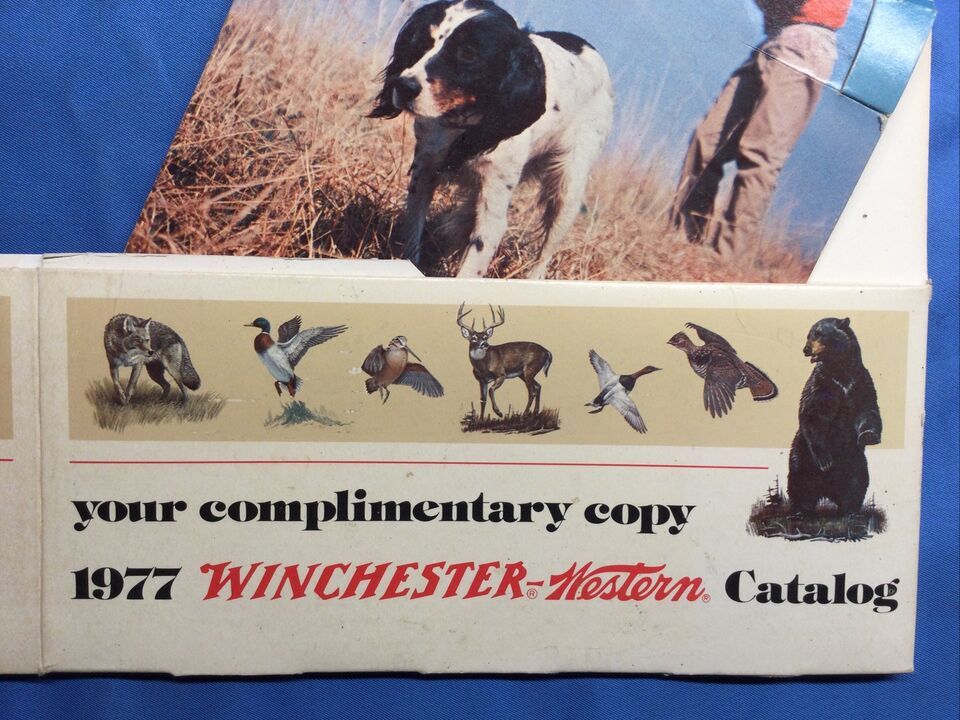 your complimentary copy
1977 WINCHESTER®-Western® Catalog